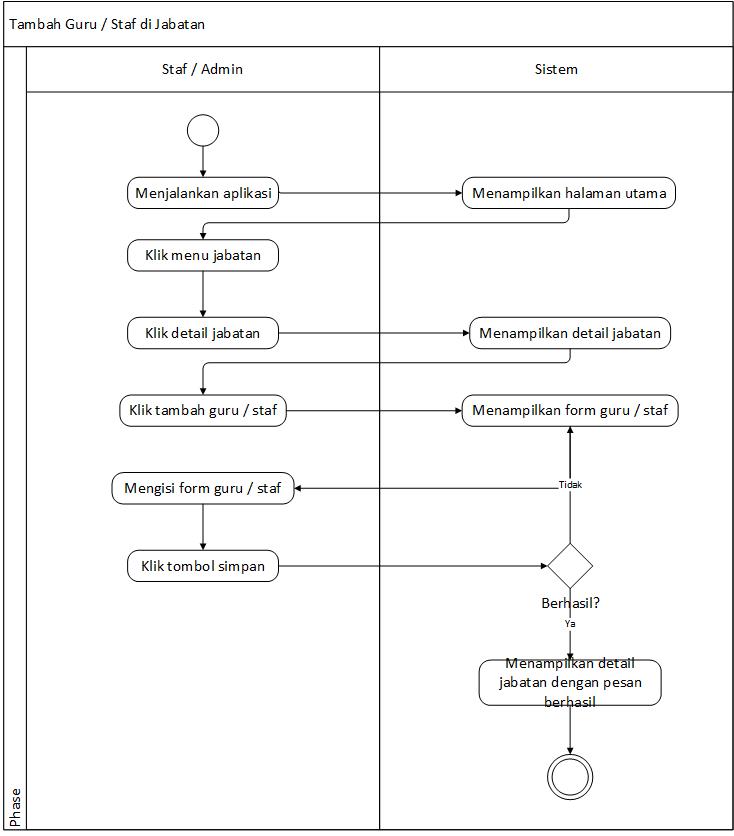 Tambah Guru / Staf di Jabatan
Staf / Admin
Sistem
Menjalankan aplikasi
Menampilkan halaman utama
Klik menu jabatan
Klik detail jabatan
Menampilkan detail jabatan
Klik tambah guru / staf
Menampilkan form guru / staf
Tidak
Mengisi form guru / staf
Klik tombol simpan
Berhasil?
Ya
Menampilkan detail
jabatan dengan pesan
berhasil
Phase